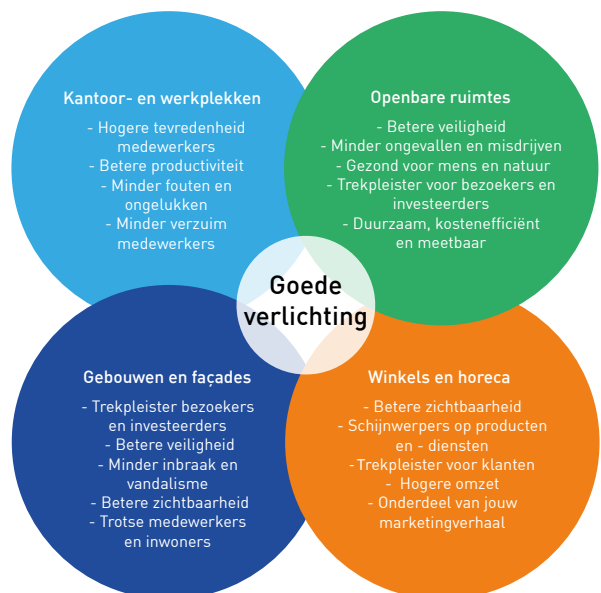 Kantoor- en werkplekken
- Hogere tevredenheid
medewerkers
- Betere productiviteit
- Minder fouten en
ongelukken
- Minder verzuim
medewerkers
Openbare ruimtes
- Betere veiligheid
- Minder ongevallen en misdrijven
- Gezond voor mens en natuur
- Trekpleister voor bezoekers en
investeerders
- Duurzaam, kostenefficiënt
en meetbaar
Goede
verlichting
Gebouwen en façades
- Trekpleister bezoekers
en investeerders
- Betere veiligheid
- Minder inbraak en
vandalisme
- Betere zichtbaarheid
- Trotse medewerkers
en inwoners
Winkels en horeca
- Betere zichtbaarheid
- Schijnwerpers op producten
en - diensten
-Trekpleister voor klanten
- Hogere omzet
- Onderdeel van jouw
marketingverhaal